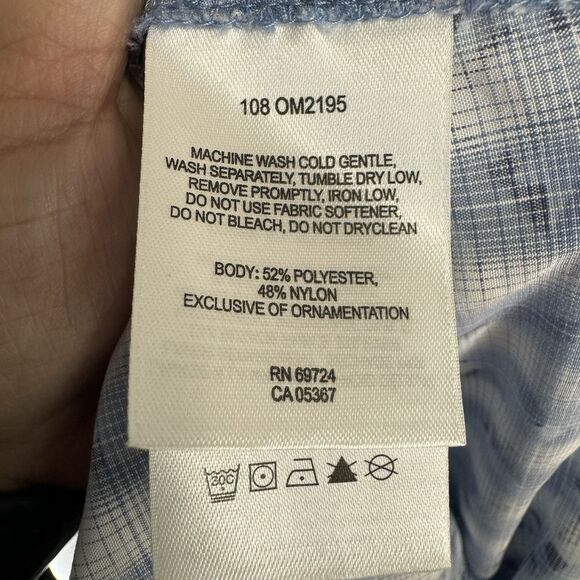 108 OM2195
MACHINE WASH COLD GENTLE,
WASH SEPARATELY, TUMBLE DRY LOW,
REMOVE PROMPTLY, IRON LOW,
DO NOT USE FABRIC SOFTENER,
DO NOT BLEACH, DO NOT DRYCLEAN
BODY: 52% POLYESTER,
48% NYLON
EXCLUSIVE OF ORNAMENTATION
RN 69724
CA 05367
30C